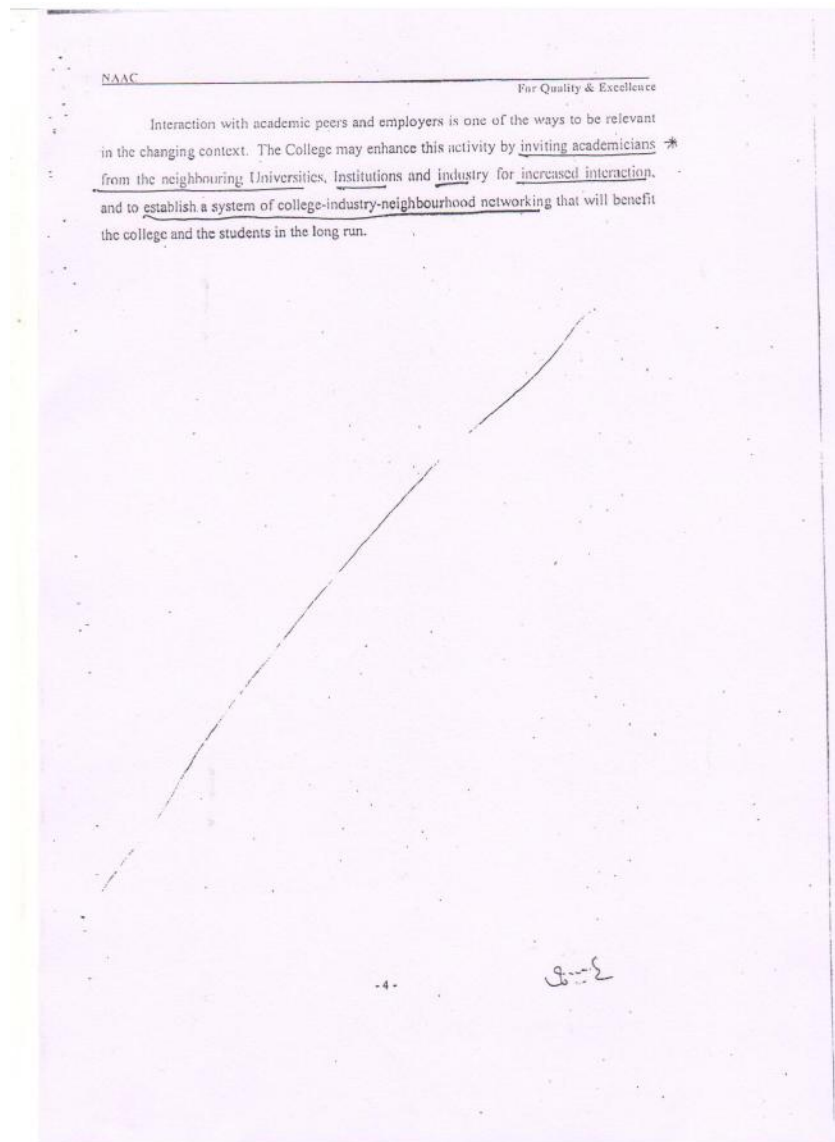 NAAC
For Quality & Excellence
Interaction with academic peers and employers is one of the ways to be relevant
in the changing context. The College may enhance this activity by inviting academicians *
from the neighbouring Universities, Institutions and industry for increased interaction,
and to establish a system of college-industry-neighbourhood networking that will benefit
the college and the students in the long run.
- 4 -